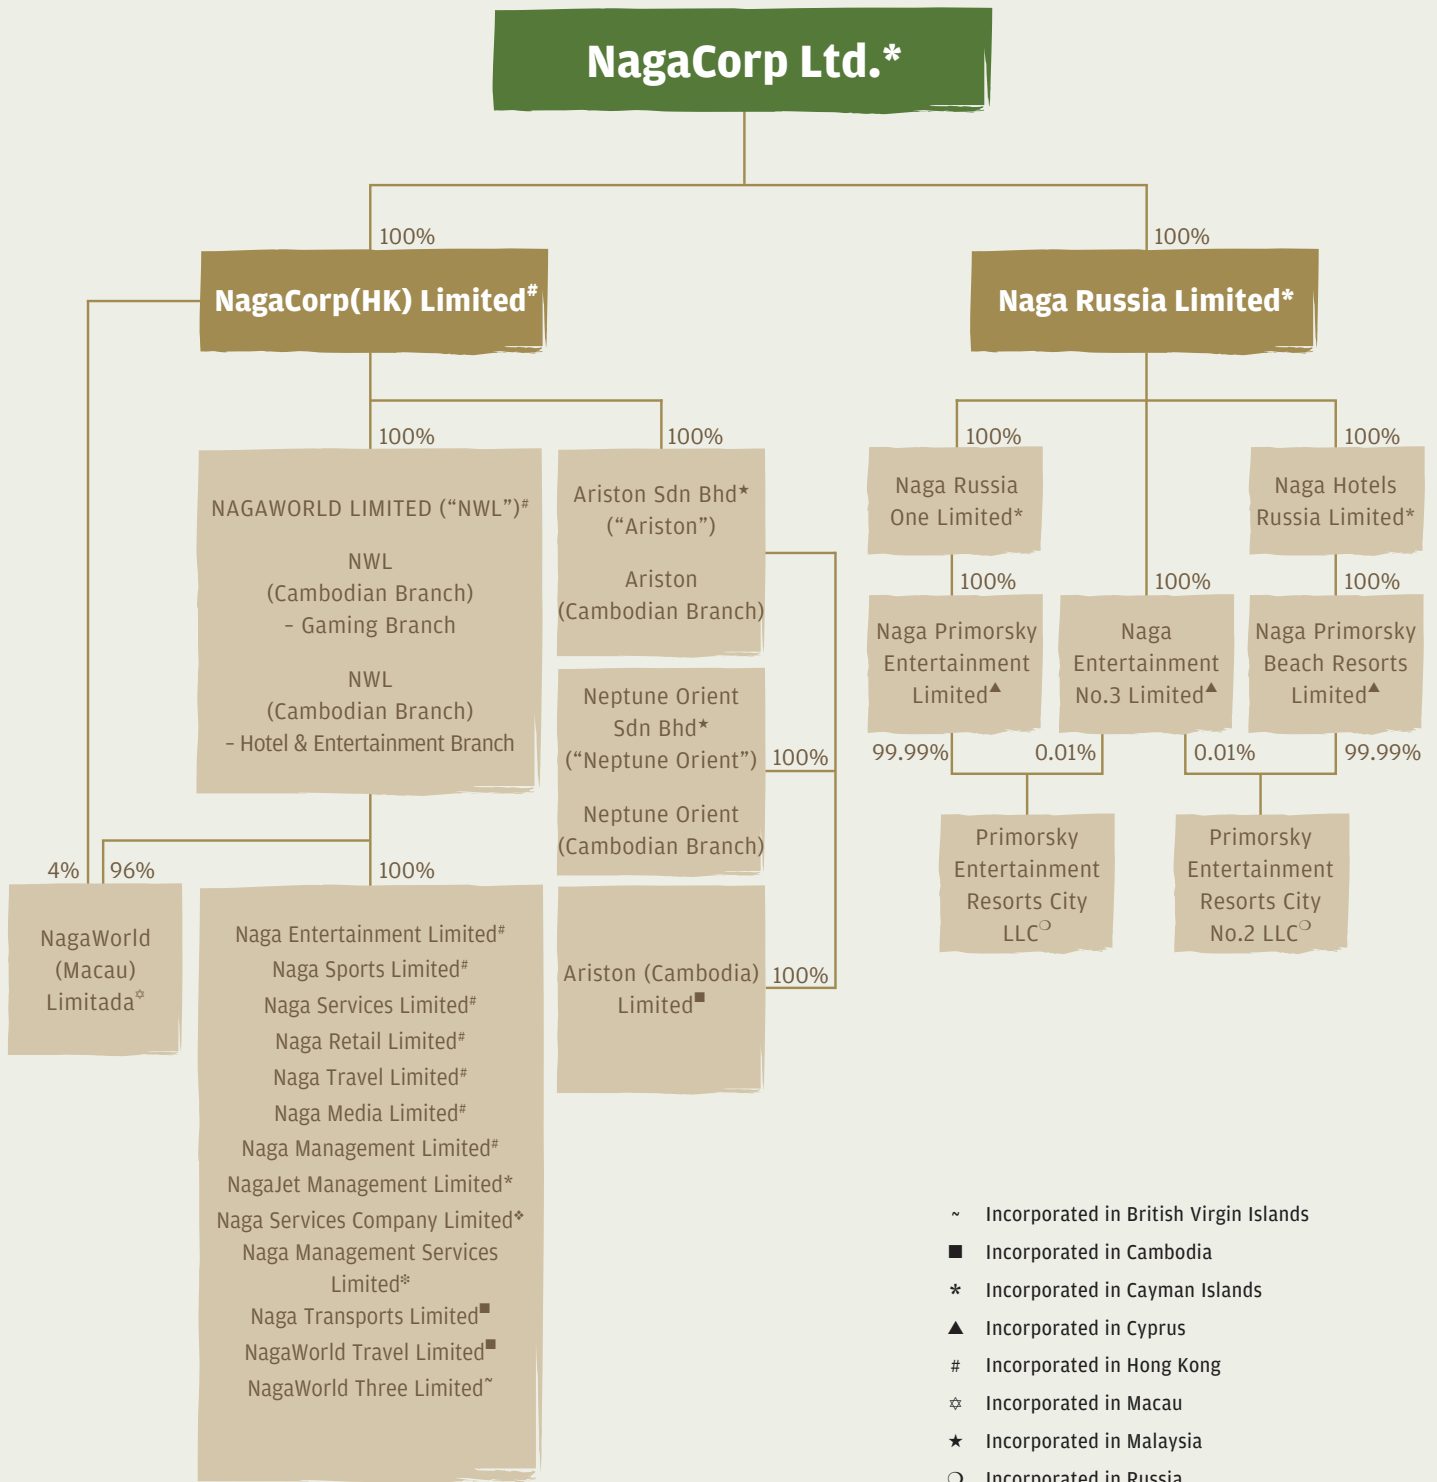 NagaCorp Ltd.*
100%
100%
NagaCorp(HK) Limited#
Naga Russia Limited*
100%
100%
100%
100%
NAGAWORLD LIMITED (“NWL”)#
NWL
(Cambodian Branch)
– Gaming Branch
NWL
(Cambodian Branch)
– Hotel & Entertainment Branch
Ariston Sdn Bhd★
(“Ariston”)
Ariston
(Cambodian Branch)
Neptune Orient
Sdn Bhd★
(“Neptune Orient”)
Neptune Orient
(Cambodian Branch)
100%
Ariston (Cambodia)
Limited■
100%
Naga Russia
One Limited*
Naga Hotels
Russia Limited*
100%
100%
100%
Naga Primorsky
Entertainment
Limited▲
Naga
Entertainment
No.3 Limited▲
Naga Primorsky
Beach Resorts
Limited▲
99.99%
0.01%
0.01%
99.99%
Primorsky
Entertainment
Resorts City
LLC❍
Primorsky
Entertainment
Resorts City
No.2 LLC❍
4%
96%
100%
NagaWorld
(Macau)
Limitada✡
Naga Entertainment Limited#
Naga Sports Limited#
Naga Services Limited#
Naga Retail Limited#
Naga Travel Limited#
Naga Media Limited#
Naga Management Limited#
NagaJet Management Limited*
Naga Services Company Limited❖
Naga Management Services
Limited❇
Naga Transports Limited■
NagaWorld Travel Limited■
NagaWorld Three Limited~
~ Incorporated in British Virgin Islands
■ Incorporated in Cambodia
* Incorporated in Cayman Islands
▲ Incorporated in Cyprus
# Incorporated in Hong Kong
✡ Incorporated in Macau
★ Incorporated in Malaysia
❍ Incorporated in Russia